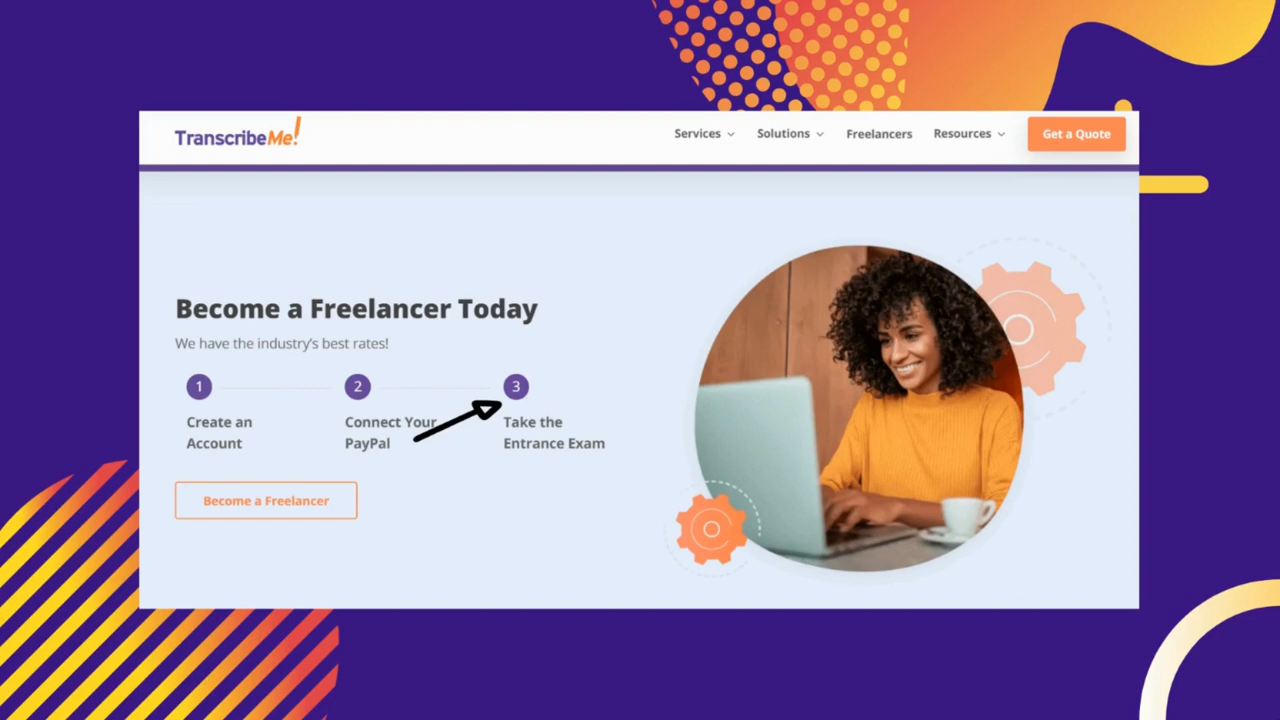 TranscribeMe!
Services
Solutions
Freelancers
Resources
Get a Quote
Become a Freelancer Today
We have the industry's best rates!
1
2
3
Create an
Account
Connect Your
PayPal
Take the
Entrance Exam
Become a Freelancer